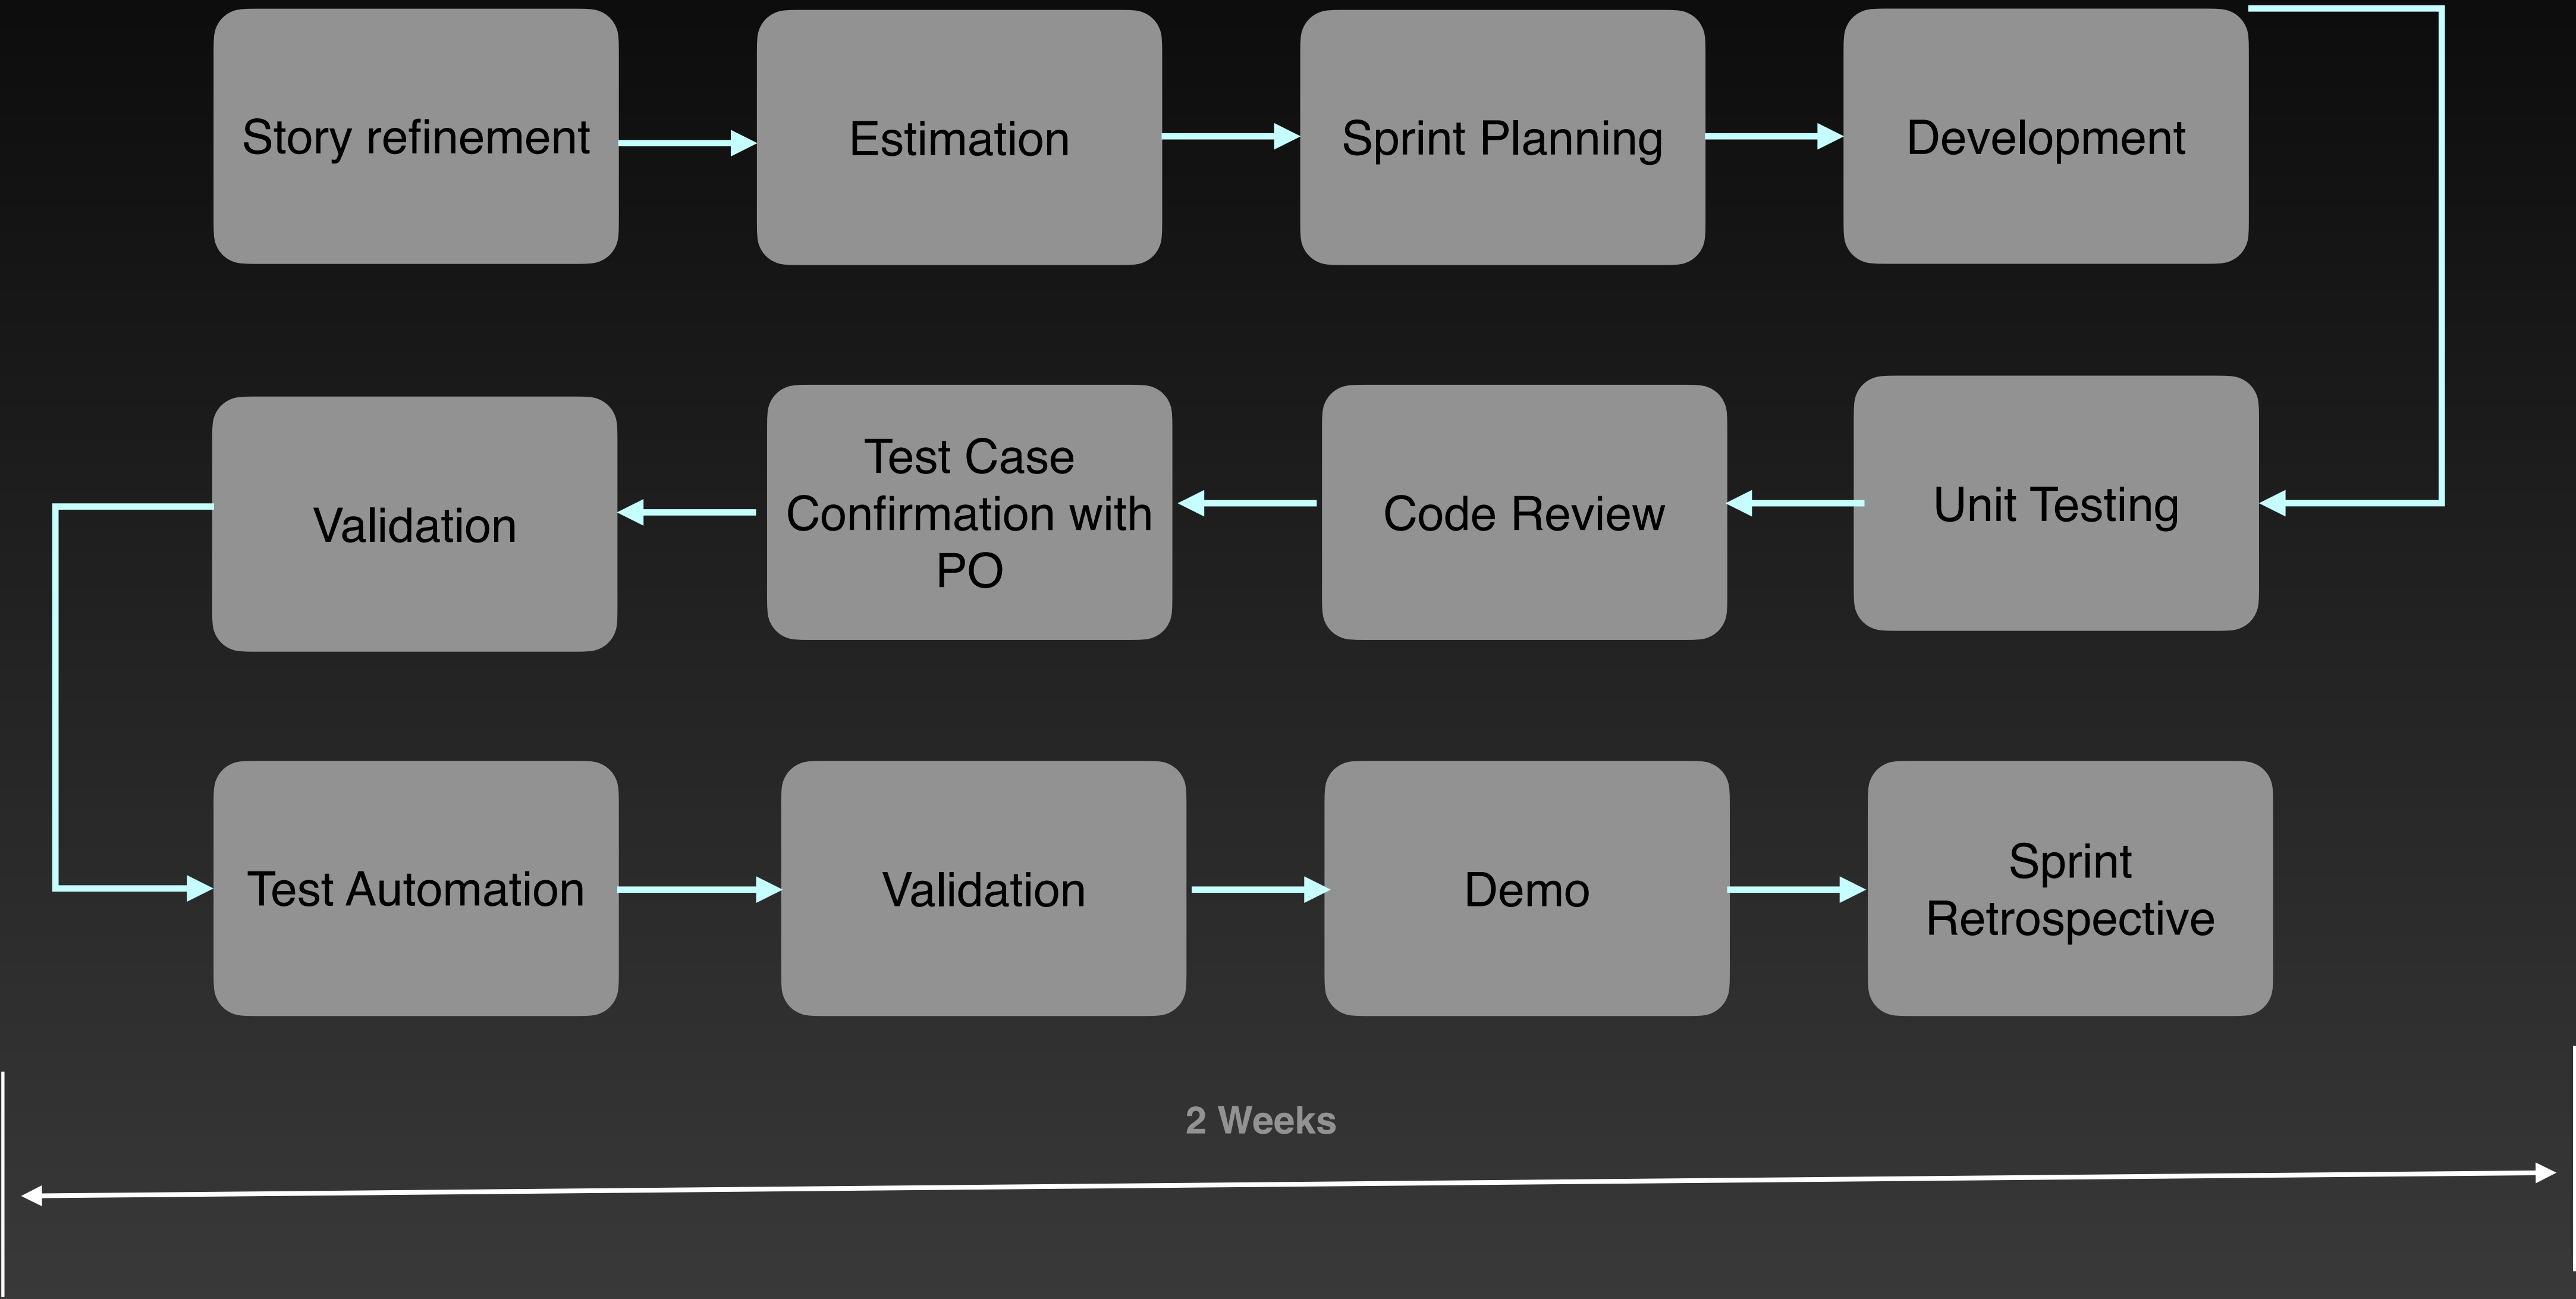 Story refinement
Estimation
Sprint Planning
Development
Validation
Test Case
Confirmation with
PO
Code Review
Unit Testing
Test Automation
Validation
Demo
Sprint
Retrospective
2 Weeks